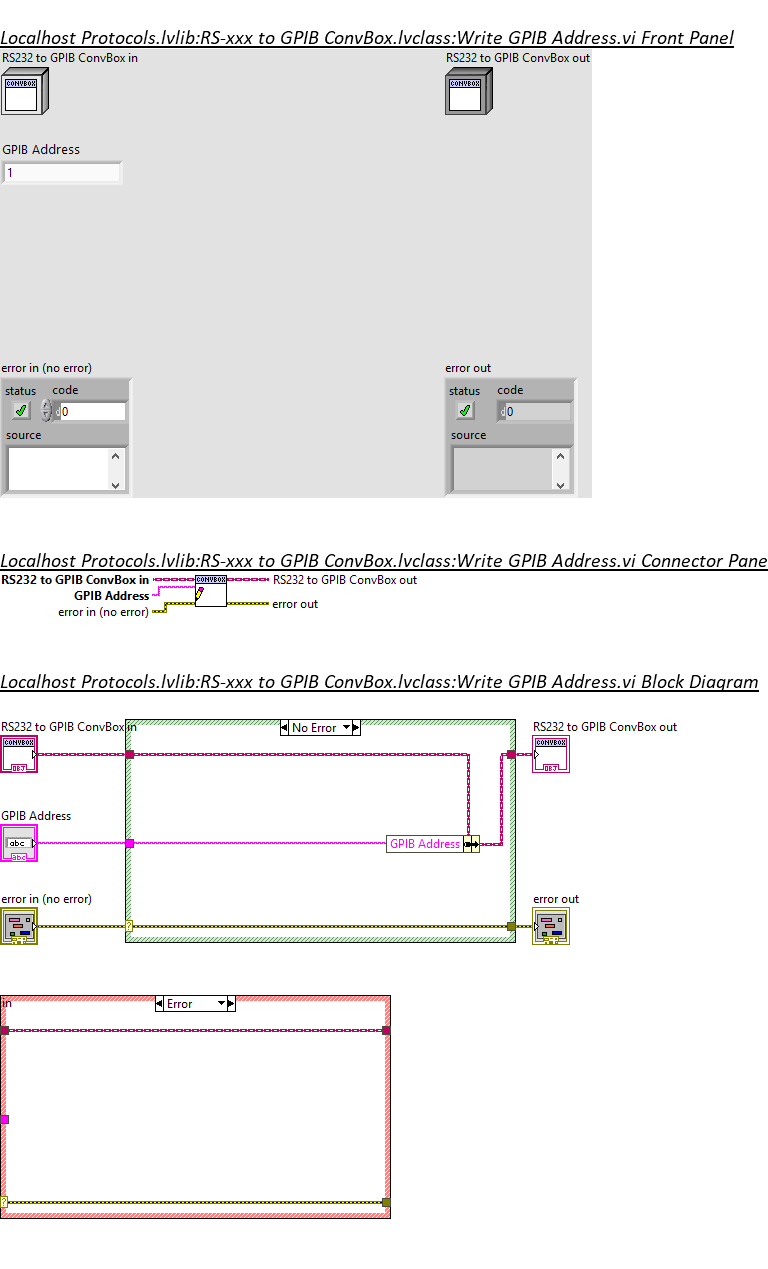 Localhost Protocols.lvlib:RS-xxx to GPIB ConvBox.lvclass:Write GPIB Address.vi Front Panel
RS232 to GPIB ConvBox in
RS232 to GPIB ConvBox out
CONVBOX
CONVBOX
GPIB Address
1
error in (no error)
error out
status code
status code
d 0
d 0
source
source
Localhost Protocols.lvlib:RS-xxx to GPIB ConvBox.lvclass:Write GPIB Address.vi Connector Pane
RS232 to GPIB ConvBox in
CONVBOX
RS232 to GPIB ConvBox out
GPIB Address
error in (no error)
error out
Localhost Protocols.lvlib:RS-xxx to GPIB ConvBox.lvclass:Write GPIB Address.vi Block Diagram
RS232 to GPIB ConvBox in
No Error
RS232 to GPIB ConvBox out
CONVBOX
OBJ
CONVBOX
OBJ
GPIB Address
abc
abc
GPIB Address
error in (no error)
error out
?
in
Error
?